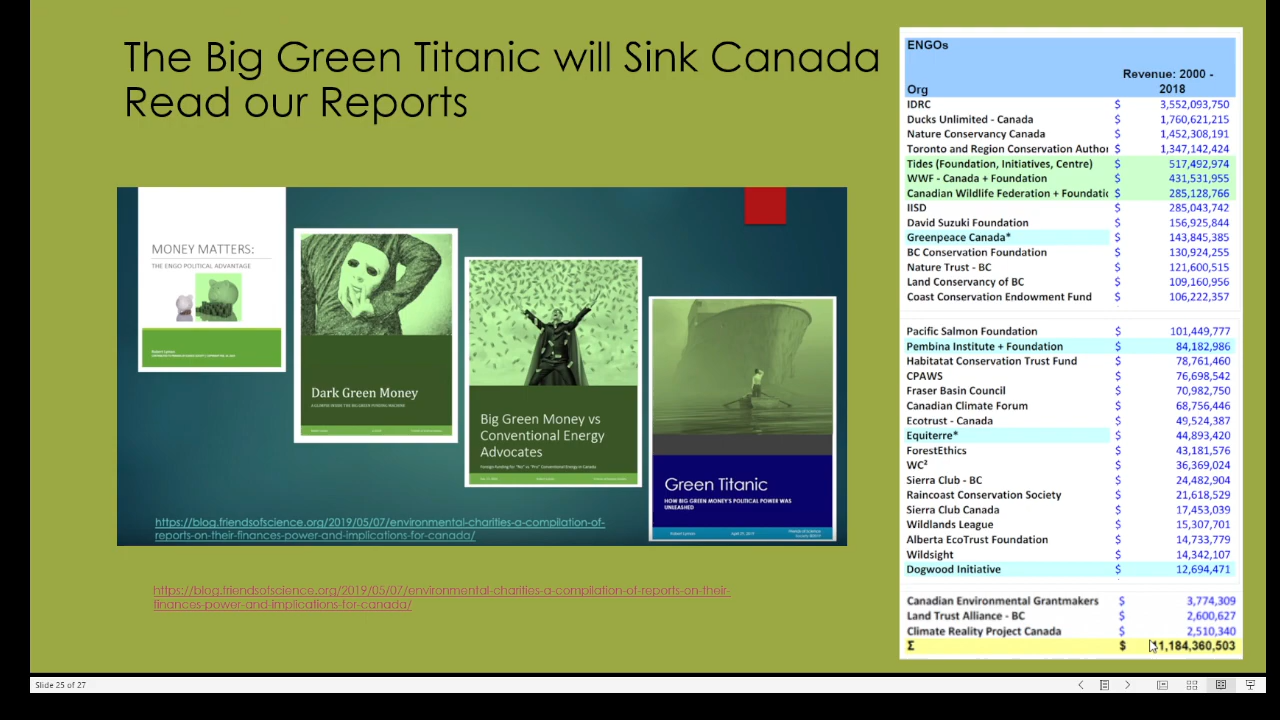 The Big Green Titanic will Sink Canada
Read our Reports
MONEY MATTERS:
THE ENGO POLITICAL ADVANTAGE
Dark Green Money
Big Green Money vs
Conventional Energy
Advocates
Foreign Funding for "No" vs "Pro" Conventional Energy in Canada
Green Titanic
HOW BIG GREEN MONEY'S POLITICAL POWER WAS
UNLEASHED
https://blog.friendsofscience.org/2019/05/07/environmental-charities-a-compilation-of-
reports-on-their-finances-power-and-implications-for-canada/
https://blog.friendsofscience.org/2019/05/07/environmental-charities-a-compilation-of-reports-on-their-
finances-power-and-implications-for-canada/
ENGOs
Revenue: 2000 -
Org 2018
IDRC $ 3,552,093,750
Ducks Unlimited - Canada $ 1,760,621,215
Nature Conservancy Canada $ 1,452,308,191
Toronto and Region Conservation Author $ 1,347,142,424
Tides (Foundation, Initiatives, Centre) $ 517,492,974
WWF - Canada + Foundation $ 431,531,955
Canadian Wildlife Federation + Foundatic $ 285,128,766
IISD $ 285,043,742
David Suzuki Foundation $ 156,925,844
Greenpeace Canada* $ 143,845,385
BC Conservation Foundation $ 130,924,255
Nature Trust - BC $ 121,600,515
Land Conservancy of BC $ 109,160,956
Coast Conservation Endowment Fund $ 106,222,357
Pacific Salmon Foundation $ 101,449,777
Pembina Institute + Foundation $ 84,182,986
Habitatat Conservation Trust Fund $ 78,761,460
CPAWS $ 76,698,542
Fraser Basin Council $ 70,982,750
Canadian Climate Forum $ 68,756,446
Ecotrust - Canada $ 49,524,387
Equiterre* $ 44,893,420
ForestEthics $ 43,181,576
WC² $ 36,369,024
Sierra Club - BC $ 24,482,904
Raincoast Conservation Society $ 21,618,529
Sierra Club Canada $ 17,453,039
Wildlands League $ 15,307,701
Alberta EcoTrust Foundation $ 14,733,779
Wildsight $ 14,342,107
Dogwood Initiative $ 12,694,471
Canadian Environmental Grantmakers $ 3,774,309
Land Trust Alliance - BC $ 2,600,627
Climate Reality Project Canada $ 2,510,340
Σ $ 11,184,360,503
Slide 25 of 27